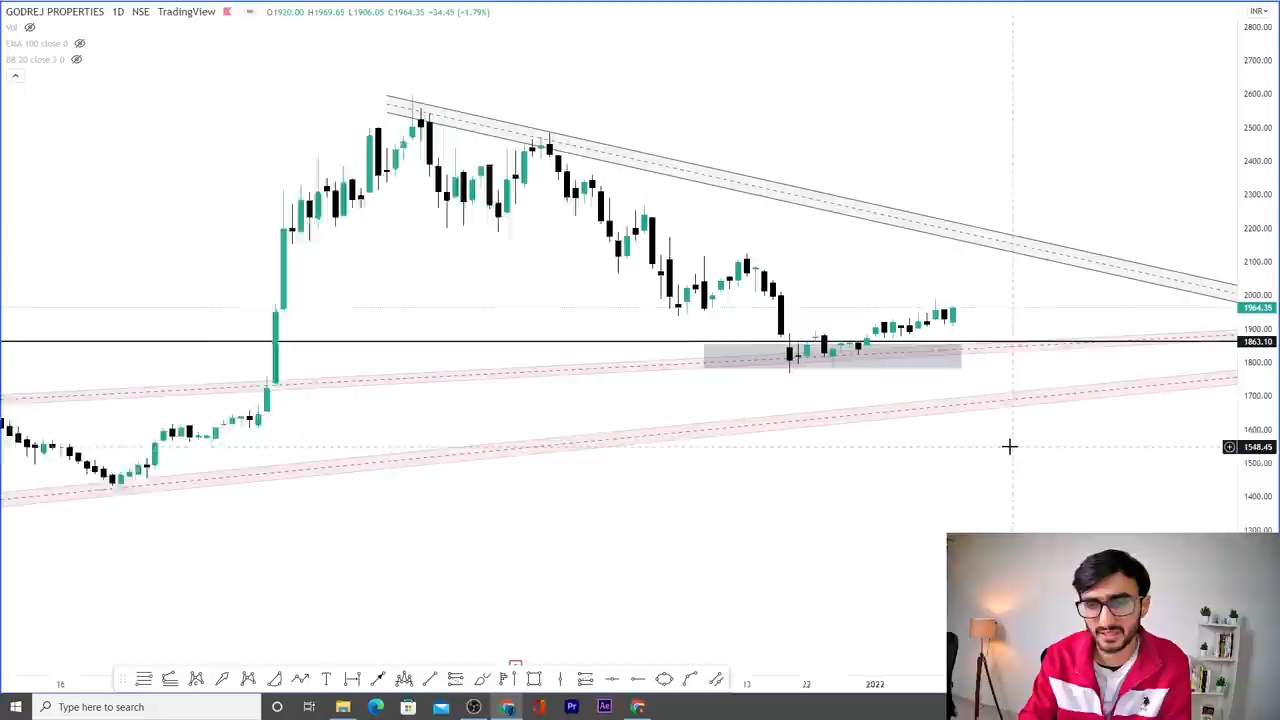 GODREJ PROPERTIES 1D NSE TradingView O1920.00 H1969.65 L1906.05 C1964.35 +34.45 (+1.79%) INR
Vol
EMA 100 close 0
BB 20 close 2 0
2800.00
2700.00
2600.00
2500.00
2400.00
2300.00
2200.00
2100.00
2000.00
1964.35
1900.00
1863.10
1800.00
1700.00
1600.00
1548.45
1500.00
1400.00
1300.00
16 13 22 2022
Type here to search
Pr
Ae